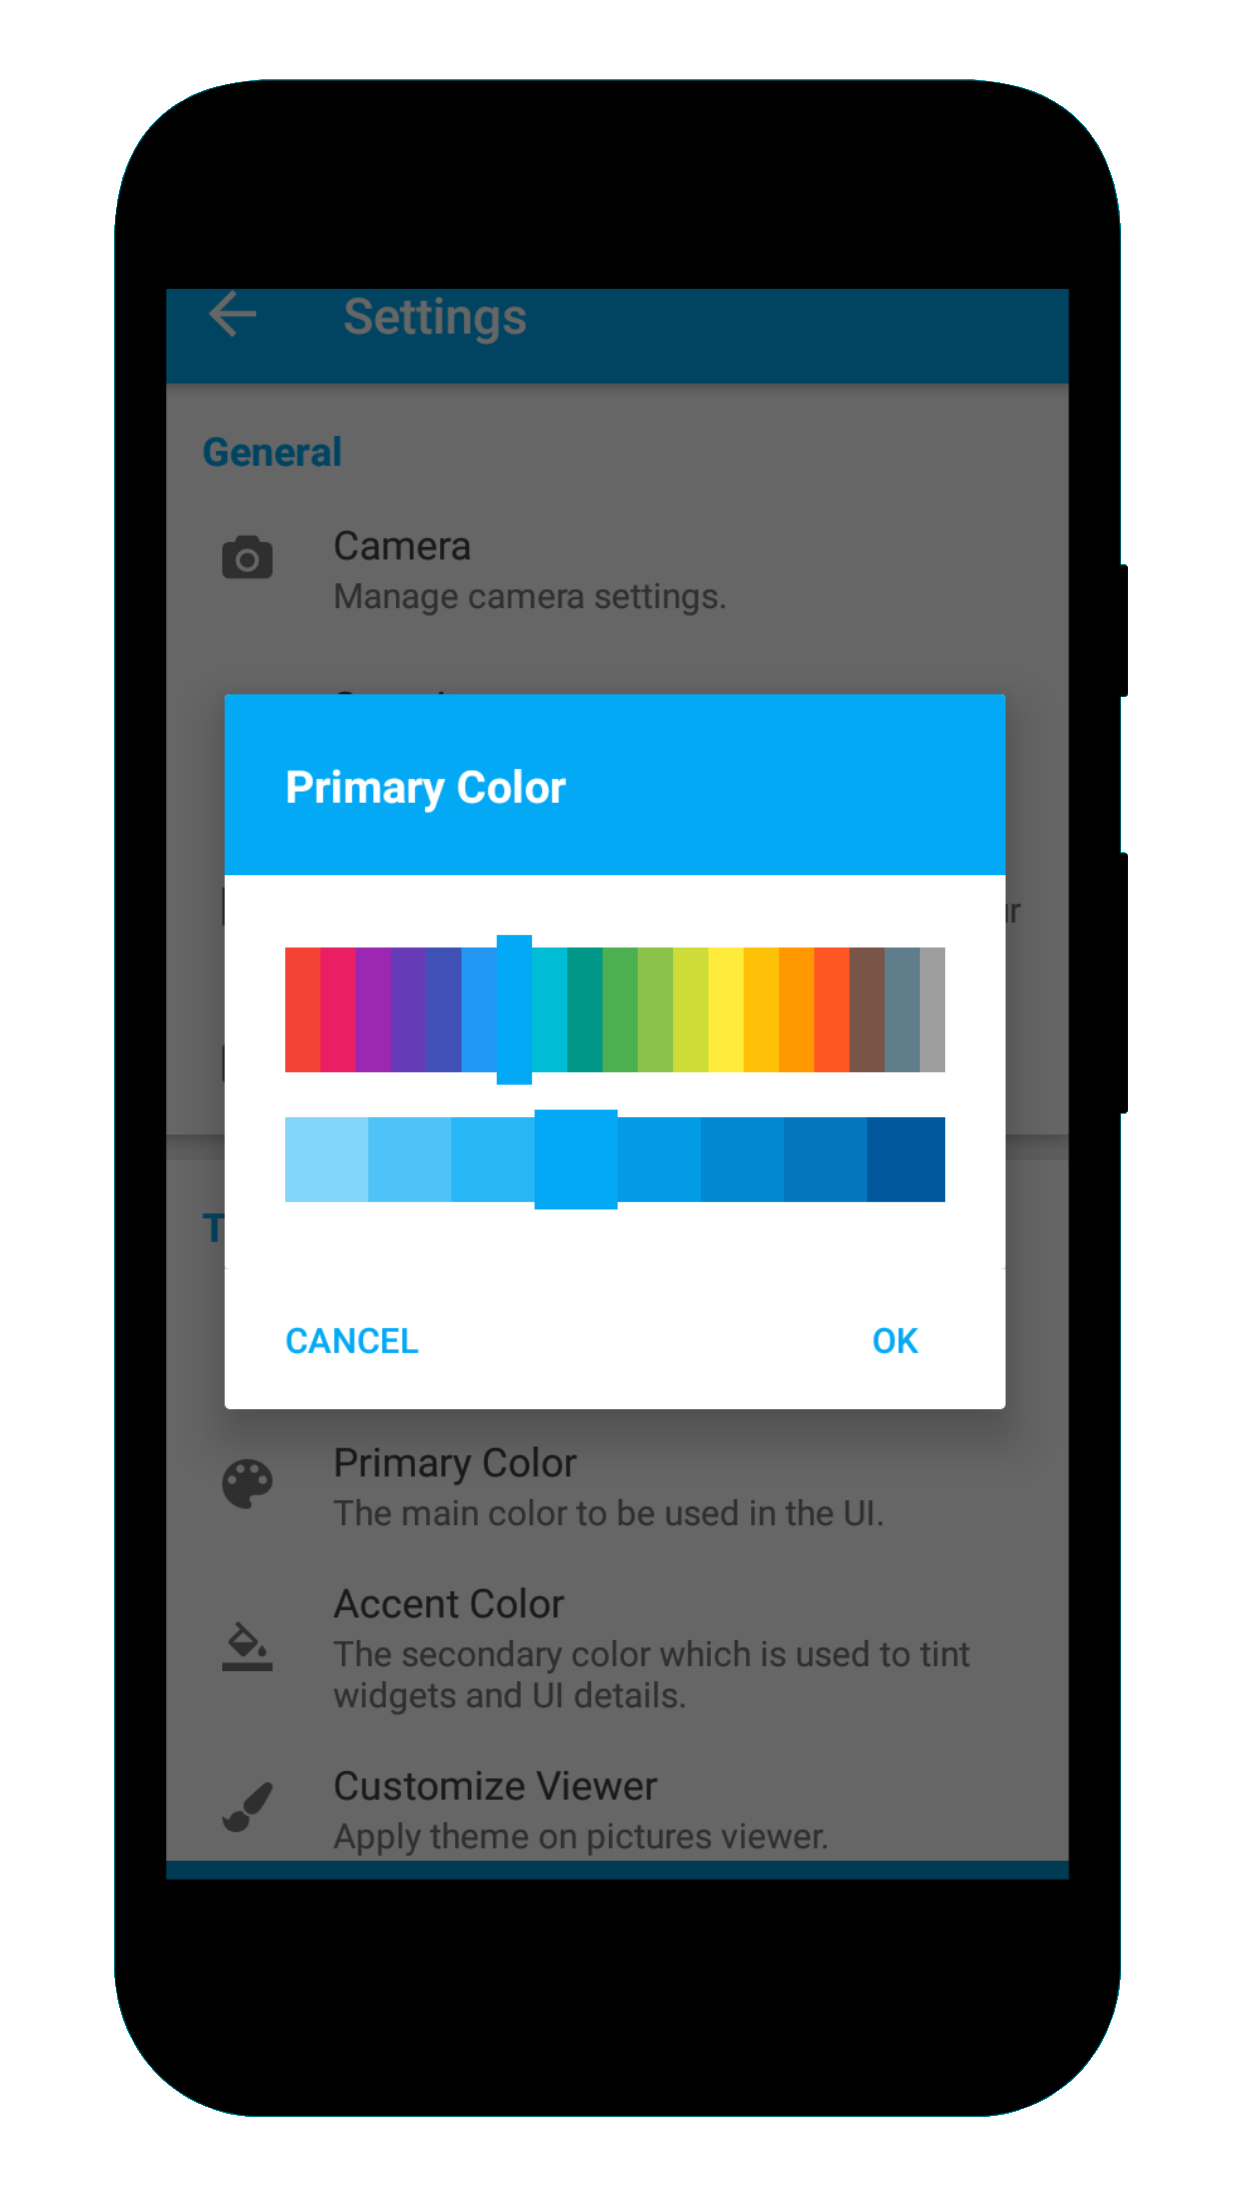 Settings
General
Camera
Manage camera settings.
Primary Color
CANCEL
OK
Primary Color
The main color to be used in the UI.
Accent Color
The secondary color which is used to tint
widgets and UI details.
Customize Viewer
Apply theme on pictures viewer.